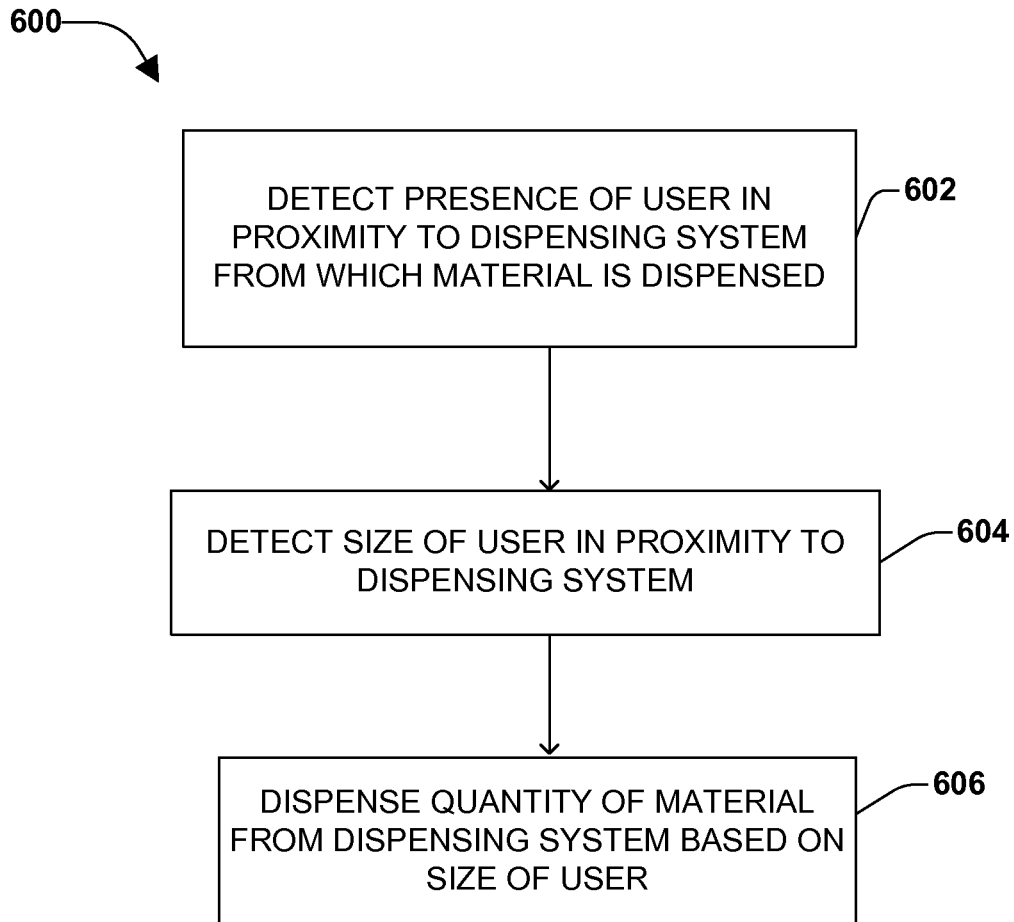 600
DETECT PRESENCE OF USER IN
PROXIMITY TO DISPENSING SYSTEM
FROM WHICH MATERIAL IS DISPENSED
602
DETECT SIZE OF USER IN PROXIMITY TO
DISPENSING SYSTEM
604
DISPENSE QUANTITY OF MATERIAL
FROM DISPENSING SYSTEM BASED ON
SIZE OF USER
606